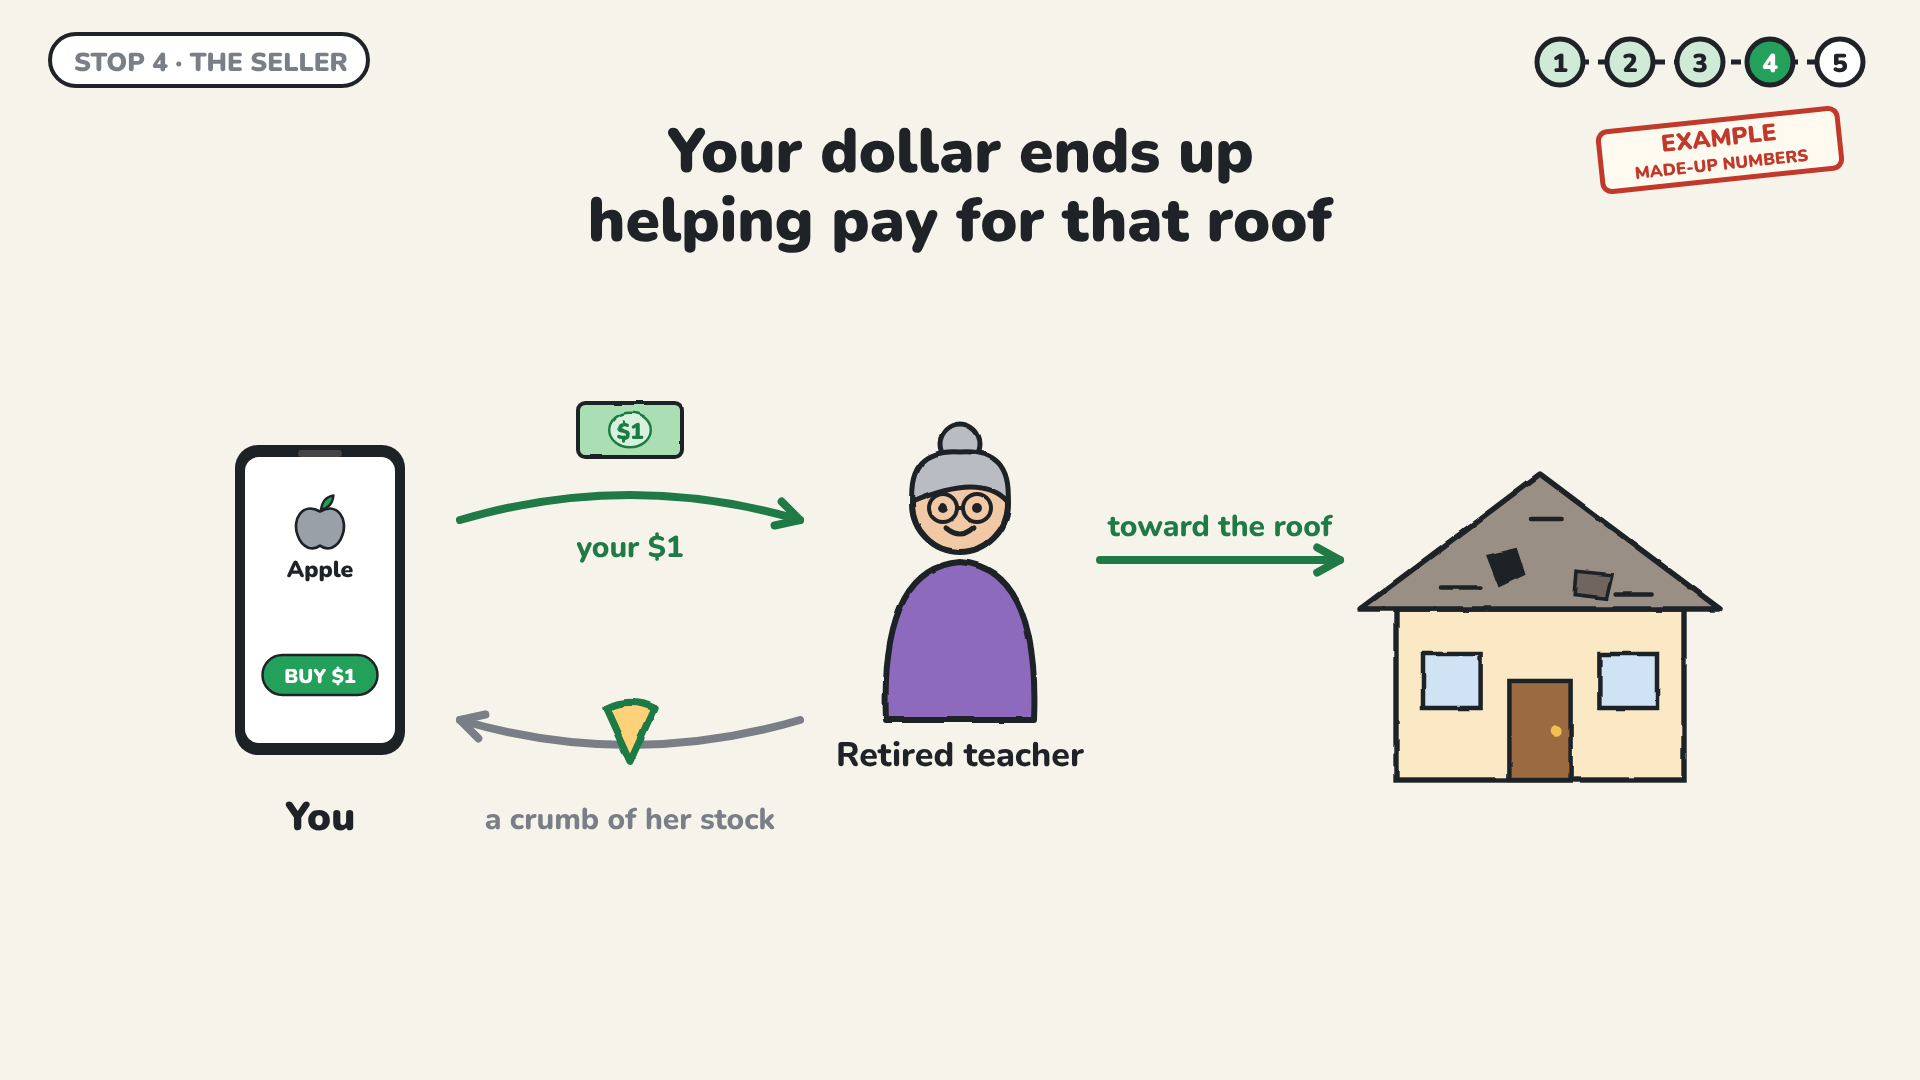 STOP 4 · THE SELLER
1 2 3 4 5
EXAMPLE
MADE-UP NUMBERS
Your dollar ends up
helping pay for that roof
$1
your $1
Apple
BUY $1
You
a crumb of her stock
Retired teacher
toward the roof